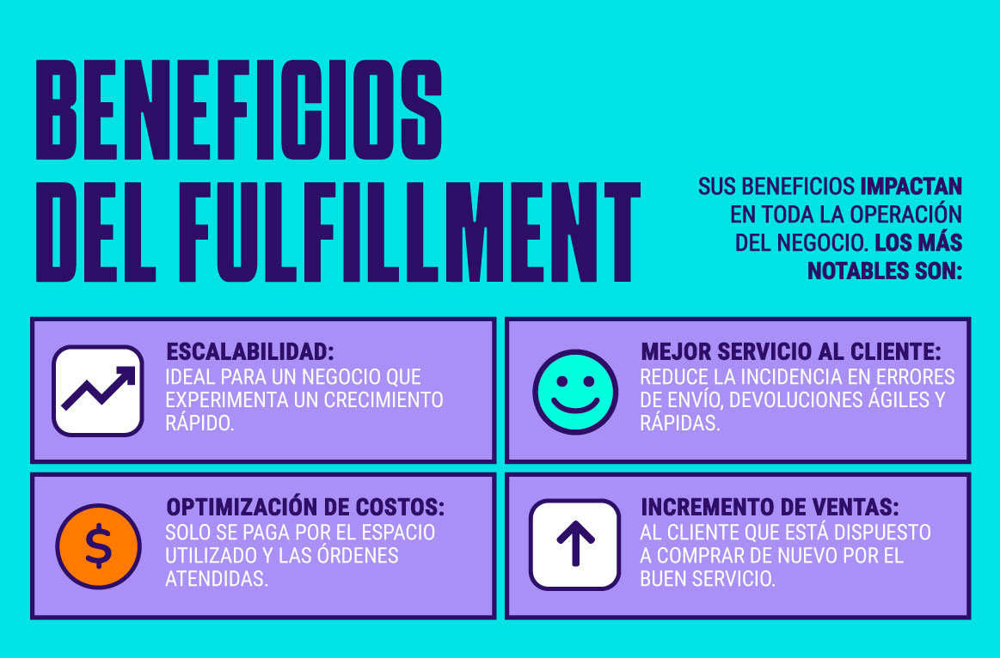 BENEFICIOS
DEL FULFILLMENT
SUS BENEFICIOS IMPACTAN
EN TODA LA OPERACIÓN
DEL NEGOCIO. LOS MÁS
NOTABLES SON:
ESCALABILIDAD:
IDEAL PARA UN NEGOCIO QUE
EXPERIMENTA UN CRECIMIENTO
RÁPIDO.
MEJOR SERVICIO AL CLIENTE:
REDUCE LA INCIDENCIA EN ERRORES
DE ENVÍO, DEVOLUCIONES ÁGILES Y
RÁPIDAS.
$
OPTIMIZACIÓN DE COSTOS:
SOLO SE PAGA POR EL ESPACIO
UTILIZADO Y LAS ÓRDENES
ATENDIDAS.
INCREMENTO DE VENTAS:
AL CLIENTE QUE ESTÁ DISPUESTO
A COMPRAR DE NUEVO POR EL
BUEN SERVICIO.